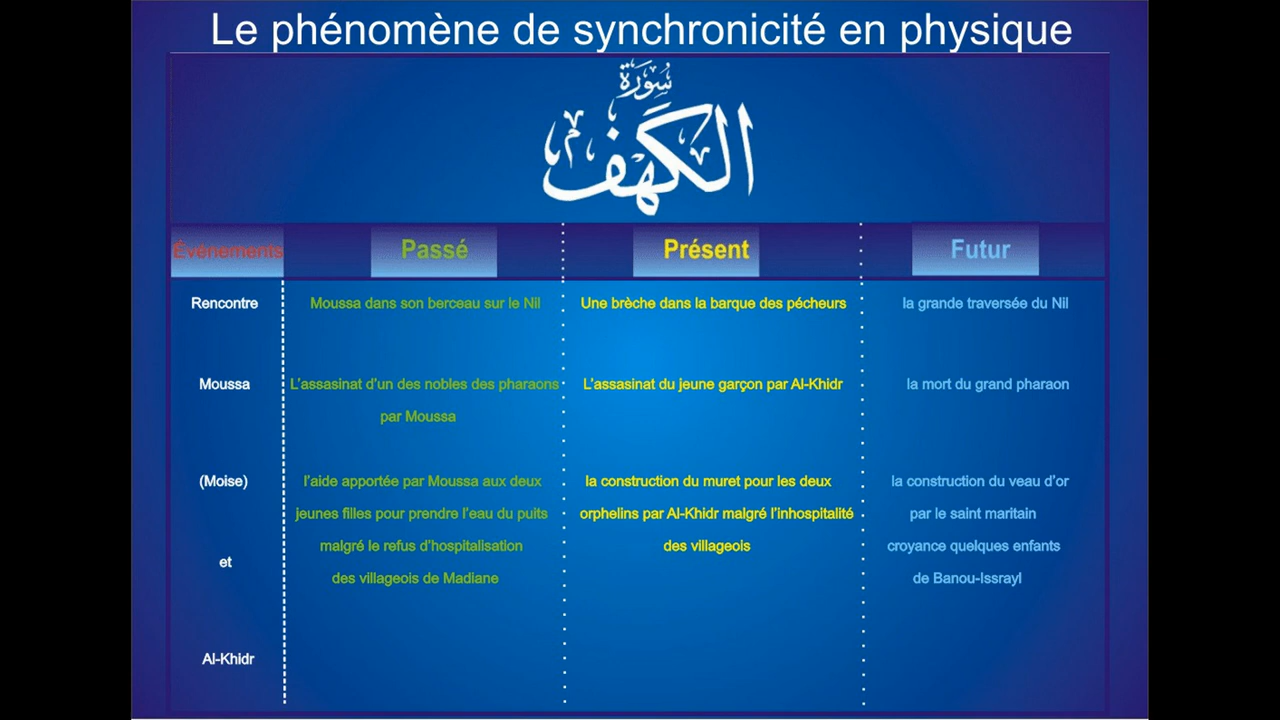 Le phénomène de synchronicité en physique
سُورَة
الكهف
Événements Passé Présent Futur
Rencontre Moussa dans son berceau sur le Nil Une brèche dans la barque des pécheurs la grande traversée du Nil
Moussa L'assasinat d'un des nobles des pharaons L'assasinat du jeune garçon par Al-Khidr la mort du grand pharaon
par Moussa
(Moise) l'aide apportée par Moussa aux deux la construction du muret pour les deux la construction du veau d'or
jeunes filles pour prendre l'eau du puits orphelins par Al-Khidr malgré l'inhospitalité par le saint maritain
malgré le refus d'hospitalisation des villageois croyance quelques enfants
et
des villageois de Madiane de Banou-Issrayl
Al-Khidr